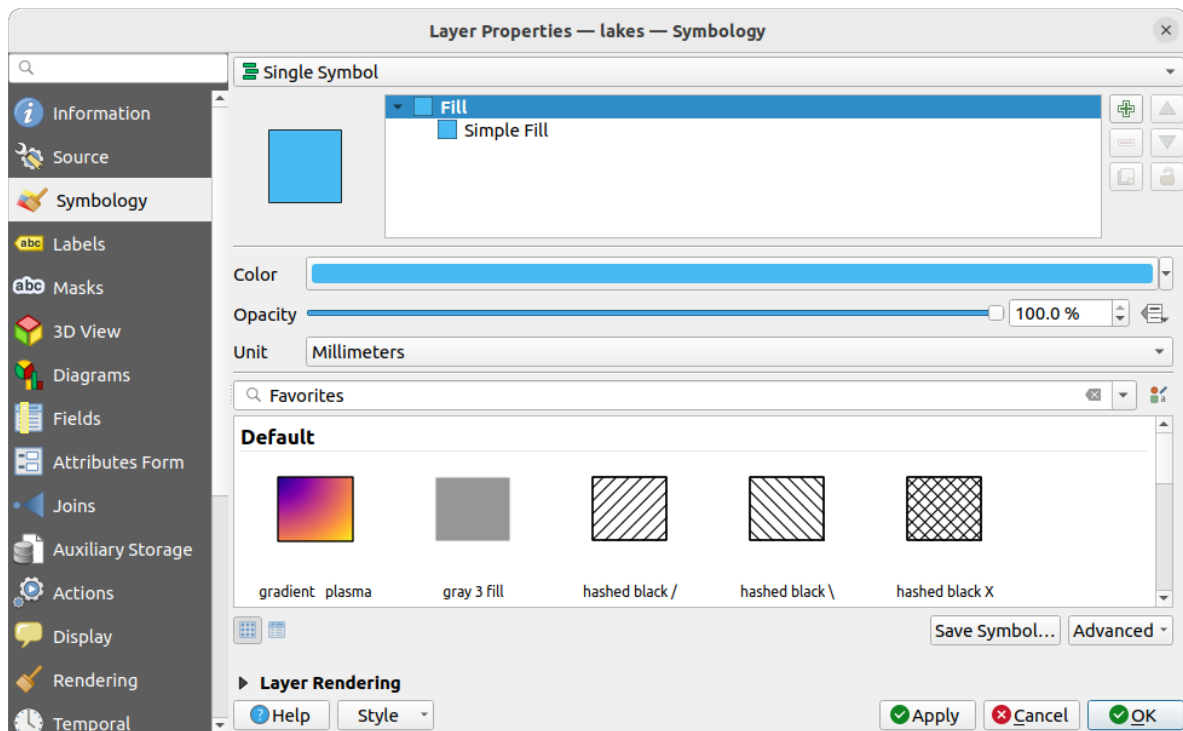 Layer Properties — lakes — Symbology
Information
Source
Symbology
abc Labels
abc Masks
3D View
Diagrams
Fields
Attributes Form
Joins
Auxiliary Storage
Actions
Display
Rendering
Temporal
Single Symbol
Fill
Simple Fill
Color
Opacity 100.0 %
Unit Millimeters
Favorites
Default
gradient plasma gray 3 fill hashed black / hashed black \ hashed black X
Save Symbol... Advanced
Layer Rendering
Help Style Apply Cancel OK